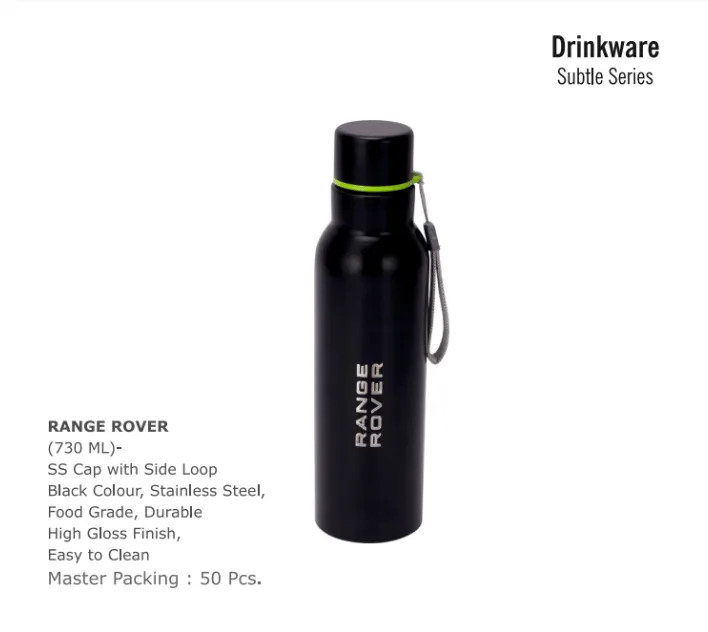 Drinkware
Subtle Series
RANGE
ROVER
RANGE ROVER
(730 ML)-
SS Cap with Side Loop
Black Colour, Stainless Steel,
Food Grade, Durable
High Gloss Finish,
Easy to Clean
Master Packing : 50 Pcs.